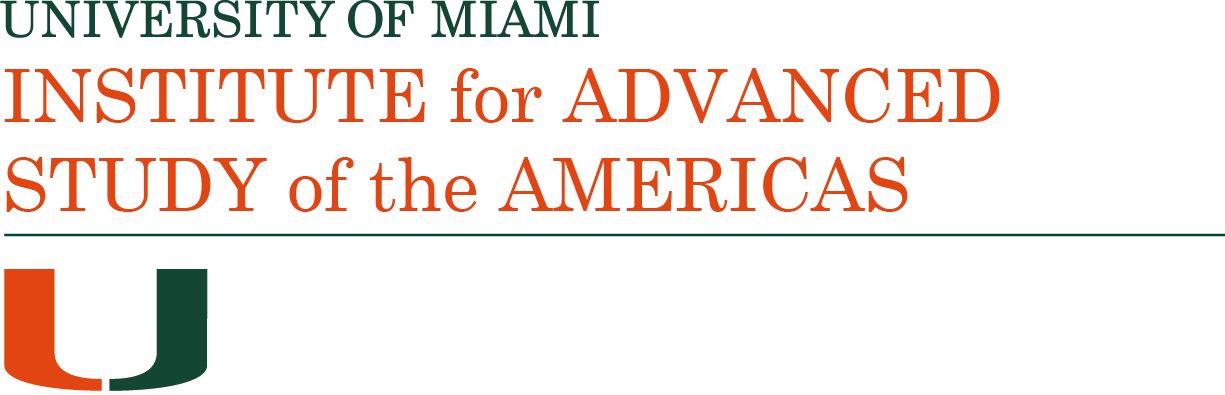 UNIVERSITY OF MIAMI
INSTITUTE for ADVANCED
STUDY of the AMERICAS
U